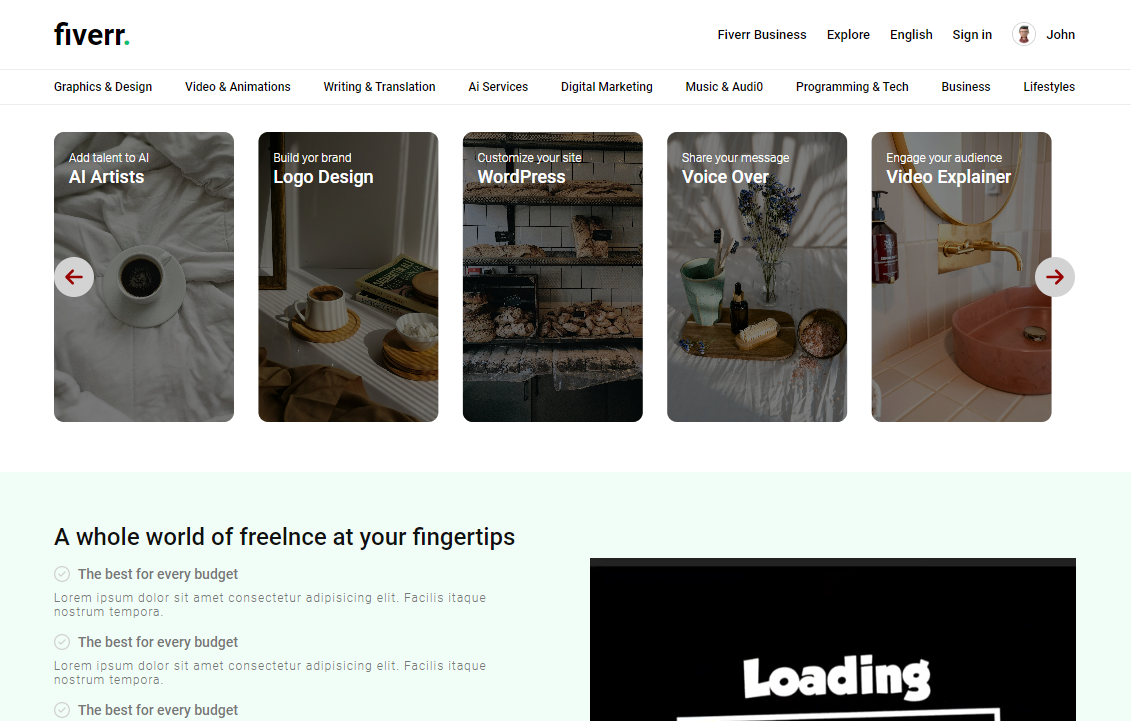 fiverr.
Fiverr Business Explore English Sign in John
Graphics & Design Video & Animations Writing & Translation Ai Services Digital Marketing Music & Audi0 Programming & Tech Business Lifestyles
Add talent to AI
AI Artists
Build yor brand
Logo Design
Customize your site
WordPress
Share your message
Voice Over
Engage your audience
Video Explainer
A whole world of freelnce at your fingertips
The best for every budget
Lorem ipsum dolor sit amet consectetur adipisicing elit. Facilis itaque
nostrum tempora.
The best for every budget
Lorem ipsum dolor sit amet consectetur adipisicing elit. Facilis itaque
nostrum tempora.
The best for every budget
Loading